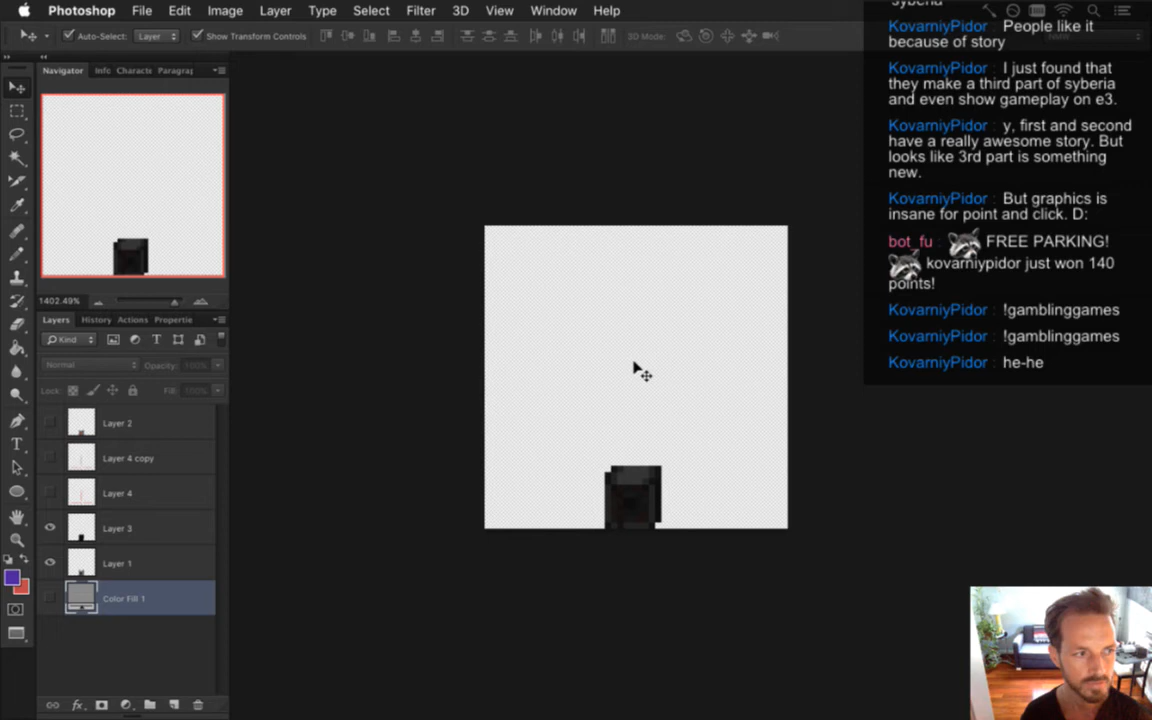 Photoshop File Edit Image Layer Type Select Filter 3D View Window Help
Auto-Select: Layer Show Transform Controls 3D Mode:
Navigator Info Characte Paragra
1402.49%
Layers History Actions Propertie
Kind
Normal Opacity: 100%
Lock: Fill: 100%
Layer 2
Layer 4 copy
Layer 4
Layer 3
Layer 1
Color Fill 1
syberia
KovarniyPidor : People like it
because of story
KovarniyPidor : I just found that
they make a third part of syberia
and even show gameplay on e3.
KovarniyPidor : y, first and second
have a really awesome story. But
looks like 3rd part is something
new.
KovarniyPidor : But graphics is
insane for point and click. D:
bot_fu : FREE PARKING!
kovarniypidor just won 140
points!
KovarniyPidor : !gamblinggames
KovarniyPidor : !gamblinggames
KovarniyPidor : he-he